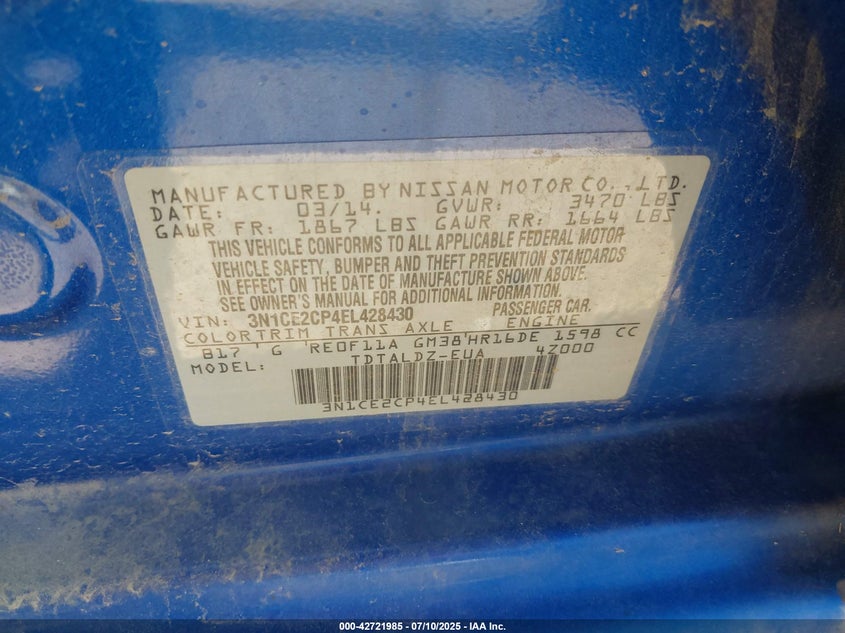 MANUFACTURED BY NISSAN MOTOR CO., LTD.
DATE: 03/14. GVWR: 3470 LBS
GAWR FR: 1867 LBS GAWR RR: 1664 LBS
THIS VEHICLE CONFORMS TO ALL APPLICABLE FEDERAL MOTOR
VEHICLE SAFETY, BUMPER AND THEFT PREVENTION STANDARDS
IN EFFECT ON THE DATE OF MANUFACTURE SHOWN ABOVE.
SEE OWNER'S MANUAL FOR ADDITIONAL INFORMATION.
VIN: 3N1CE2CP4EL428430 PASSENGER CAR.
COLOR TRIM TRANS AXLE ENGINE
B17 G RE0F11A GM38 HR16DE 1598 CC
MODEL: TDTALDZ-EUA 4Z000
3N1CE2CP4EL428430
000-42721985 - 07/10/2025 - IAA Inc.